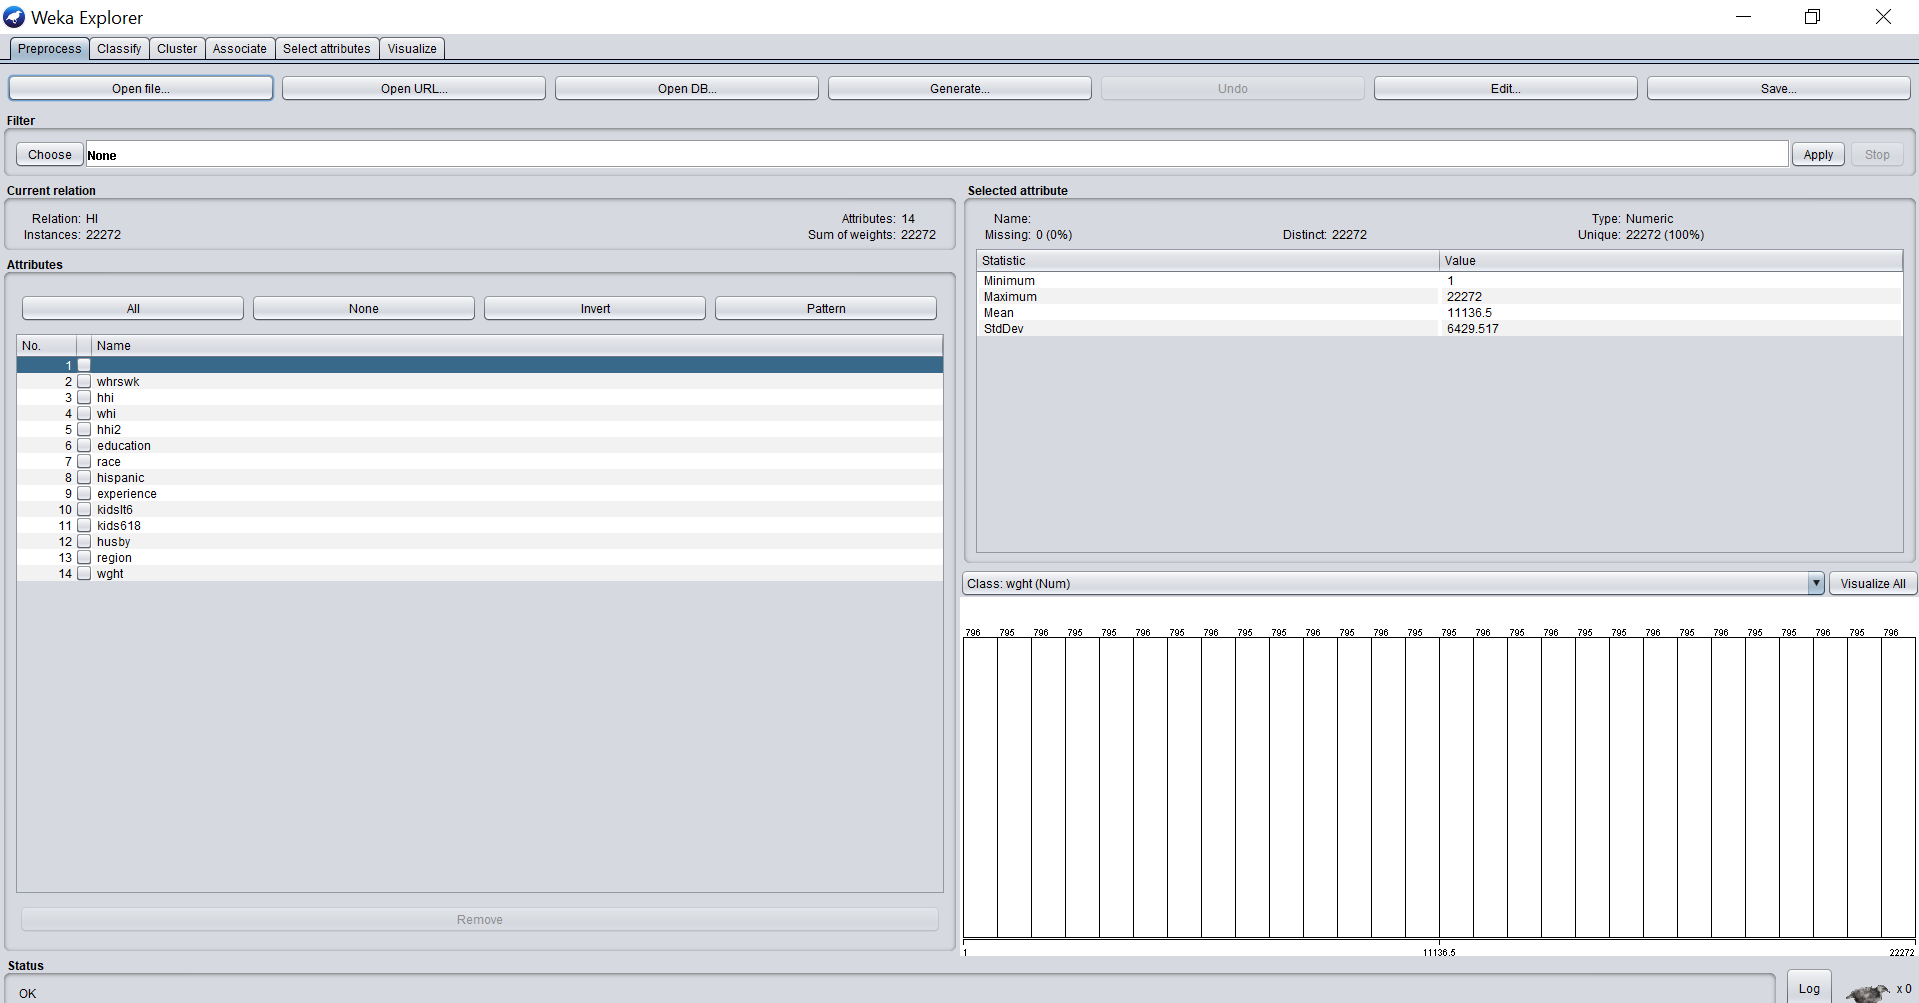 Weka Explorer
Preprocess Classify Cluster Associate Select attributes Visualize
Open file... Open URL... Open DB... Generate... Undo Edit... Save...
Filter
Choose None Apply Stop
Current relation
Relation: HI Attributes: 14
Instances: 22272 Sum of weights: 22272
Attributes
All None Invert Pattern
No. Name
1
2 whrswk
3 hhi
4 whi
5 hhi2
6 education
7 race
8 hispanic
9 experience
10 kidslt6
11 kids618
12 husby
13 region
14 wght
Remove
Selected attribute
Name: Type: Numeric
Missing: 0 (0%) Distinct: 22272 Unique: 22272 (100%)
Statistic Value
Minimum 1
Maximum 22272
Mean 11136.5
StdDev 6429.517
Class: wght (Num) Visualize All
796 795 796 795 795 796 795 796 795 795 796 795 796 795 795 796 795 796 795 795 796 795 796 795 795 796 795 796
1 11136.5 22272
Status
OK Log x 0